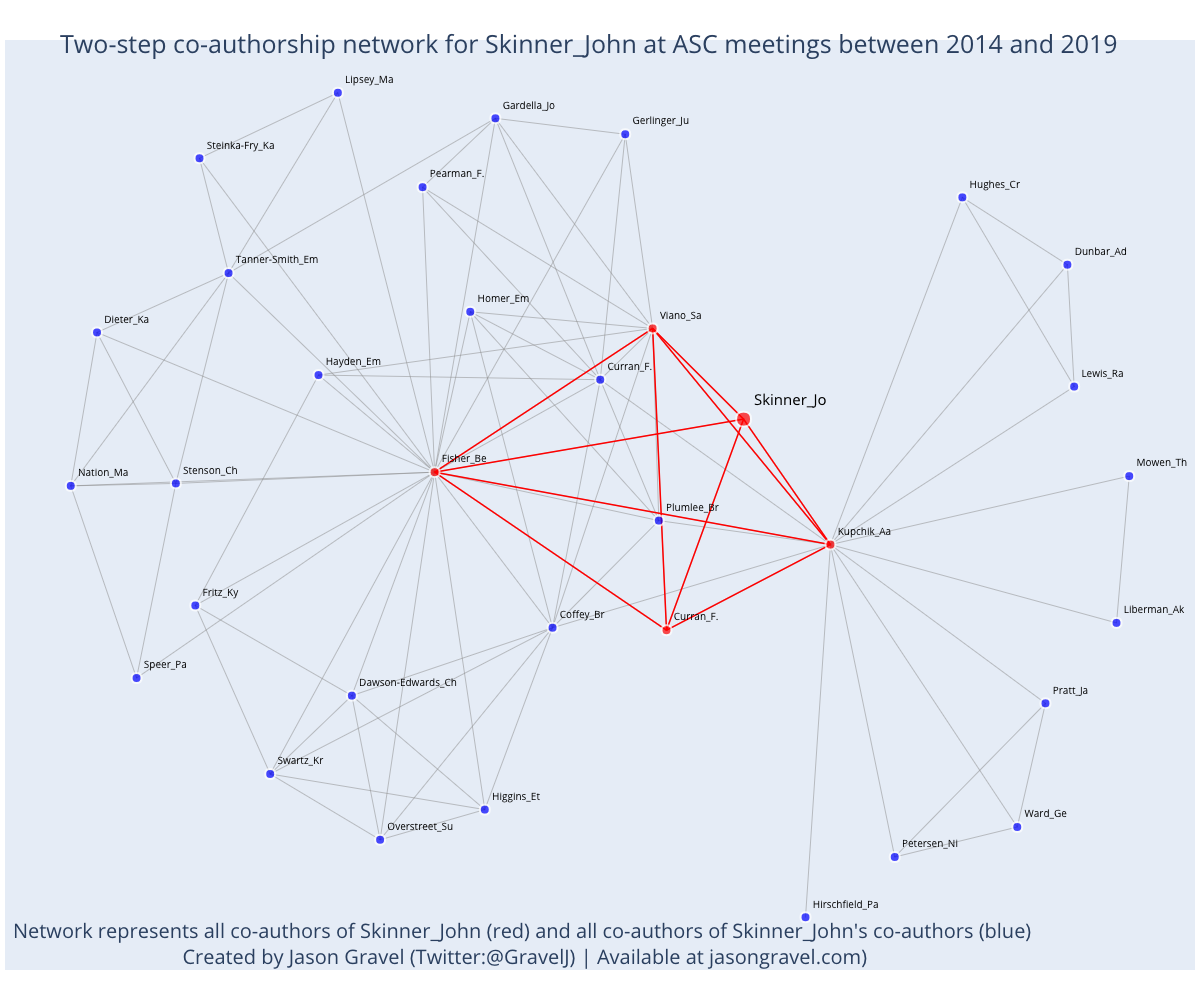 Two-step co-authorship network for Skinner_John at ASC meetings between 2014 and 2019
Lipsey_Ma
Gardella_Jo
Gerlinger_Ju
Steinka-Fry_Ka
Pearman_F.
Hughes_Cr
Dunbar_Ad
Tanner-Smith_Em
Homer_Em
Viano_Sa
Dieter_Ka
Hayden_Em
Curran_F.
Lewis_Ra
Skinner_Jo
Fisher_Be
Mowen_Th
Nation_Ma
Stenson_Ch
Plumlee_Br
Kupchik_Aa
Fritz_Ky
Coffey_Br
Curran_F.
Liberman_Ak
Speer_Pa
Dawson-Edwards_Ch
Pratt_Ja
Swartz_Kr
Higgins_Et
Ward_Ge
Overstreet_Su
Petersen_Ni
Hirschfield_Pa
Network represents all co-authors of Skinner_John (red) and all co-authors of Skinner_John's co-authors (blue)
Created by Jason Gravel (Twitter:@GravelJ) | Available at jasongravel.com)